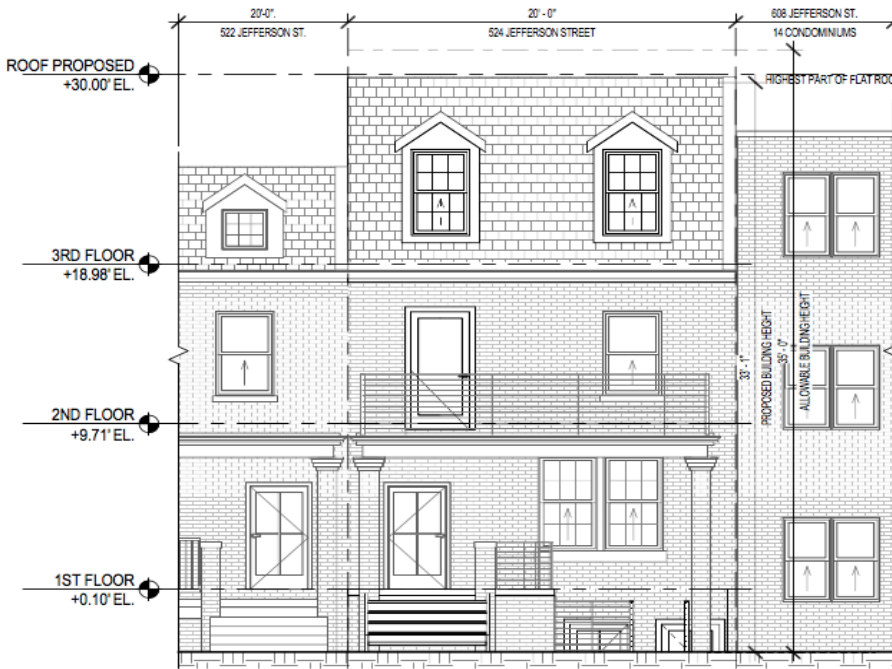 20'-0".
20' - 0"
608 JEFFERSON ST.
522 JEFFERSON ST.
524 JEFFERSON STREET
14 CONDOMINIUMS
ROOF PROPOSED
+30.00' EL.
HIGHEST PART OF FLAT ROO
3RD FLOOR
+18.98' EL.
33' - 1"
PROPOSED BUILDING HEIGHT
35' - 0"
ALLOWABLE BUILDING HEIGHT
2ND FLOOR
+9.71' EL.
1ST FLOOR
+0.10' EL.